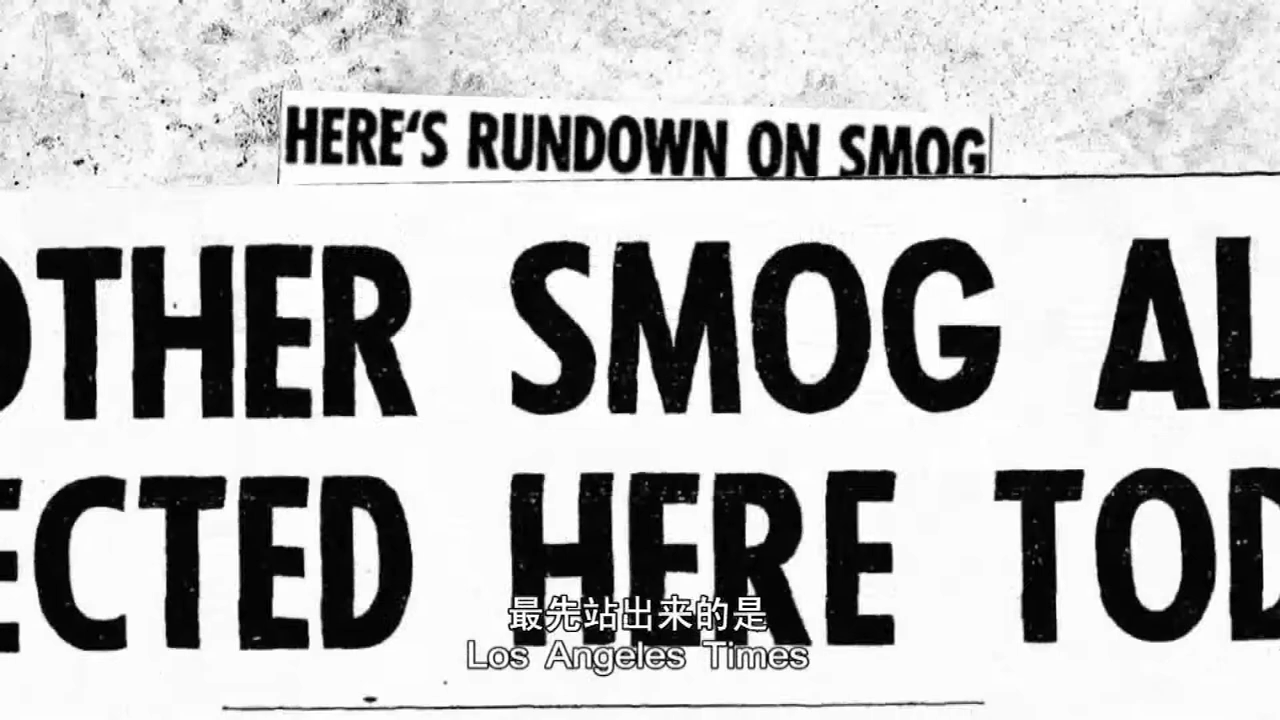 HERE'S RUNDOWN ON SMOG
OTHER SMOG AL
ECTED HERE TOD
最先站出来的是
Los Angeles Times